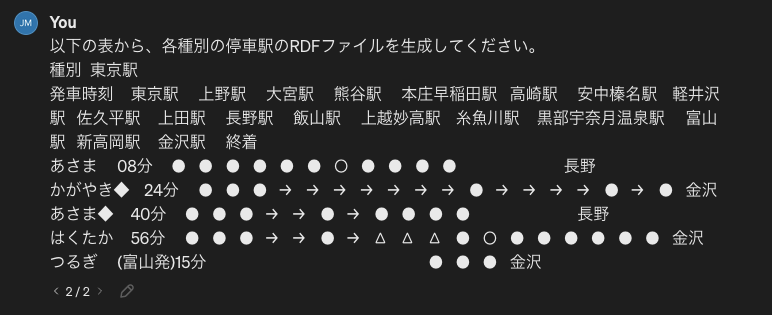 JM You
以下の表から、各種別の停車駅のRDFファイルを生成してください。
種別 東京駅
発車時刻 東京駅 上野駅 大宮駅 熊谷駅 本庄早稲田駅 高崎駅 安中榛名駅 軽井沢
駅 佐久平駅 上田駅 長野駅 飯山駅 上越妙高駅 糸魚川駅 黒部宇奈月温泉駅 富山
駅 新高岡駅 金沢駅 終着
あさま 08分 ● ● ● ● ● ● ○ ● ● ● ● 長野
かがやき◆ 24分 ● ● ● → → → → → → → ● → → → → ● → ● 金沢
あさま◆ 40分 ● ● ● → → ● → ● ● ● ● 長野
はくたか 56分 ● ● ● → → ● → △ △ △ ● ○ ● ● ● ● ● ● 金沢
つるぎ (富山発)15分 ● ● ● 金沢
< 2 / 2 >